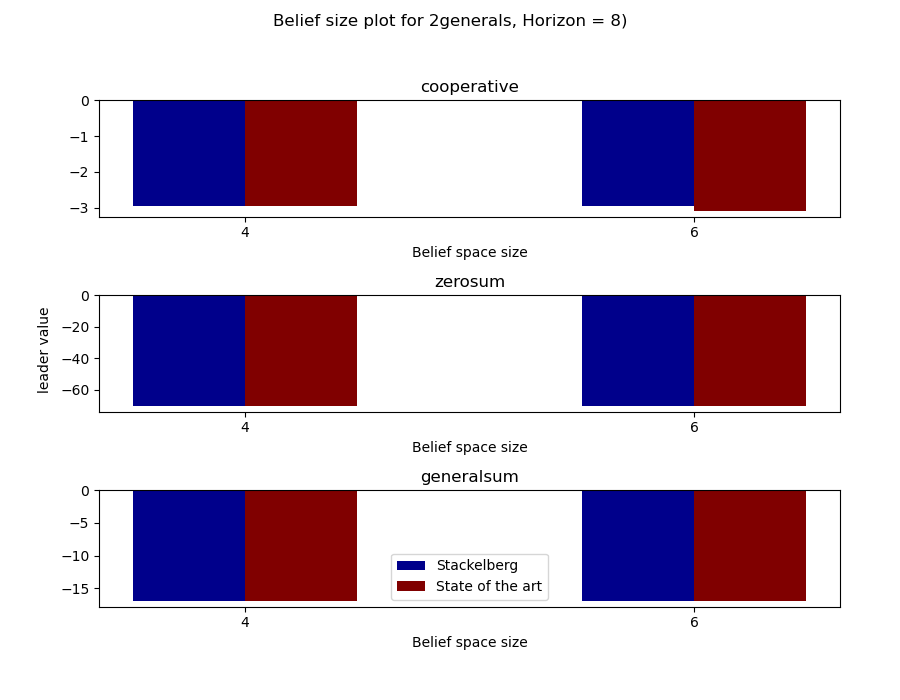 Belief size plot for 2generals, Horizon = 8)
cooperative
0
−1
−2
−3
4 6
Belief space size
zerosum
leader value
0
−20
−40
−60
4 6
Belief space size
generalsum
0
−5
−10
−15
Stackelberg
State of the art
4 6
Belief space size